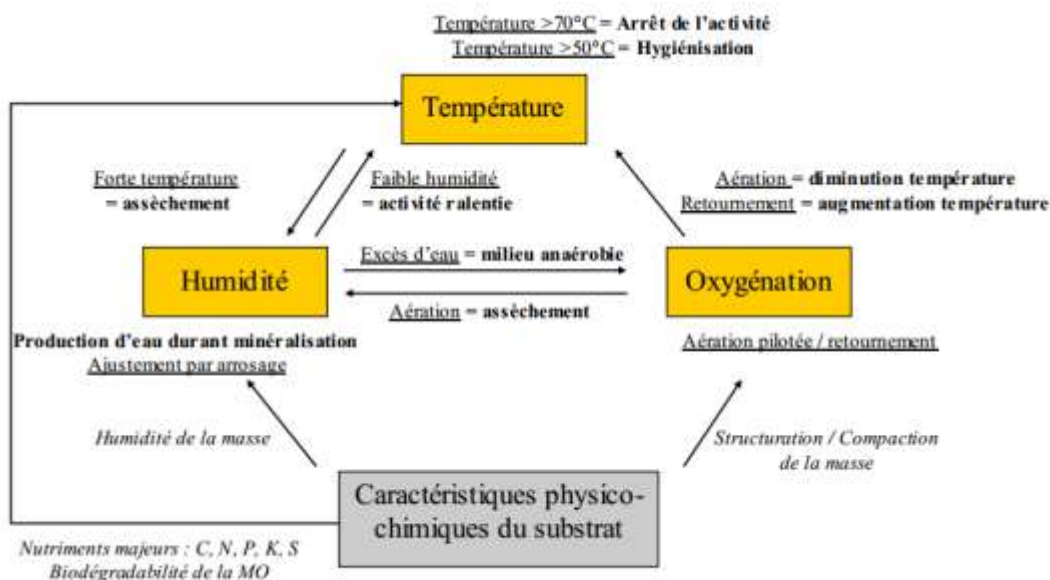 Température >70°C = Arrêt de l'activité
Température >50°C = Hygiénisation
Température
Forte température
= assèchement
Faible humidité
= activité ralentie
Aération = diminution température
Retournement = augmentation température
Humidité
Excès d'eau = milieu anaérobie
Aération = assèchement
Oxygénation
Production d'eau durant minéralisation
Ajustement par arrosage
Aération pilotée / retournement
Humidité de la masse
Structuration / Compaction
de la masse
Caractéristiques physico-
chimiques du substrat
Nutriments majeurs : C, N, P, K, S
Biodégradabilité de la MO